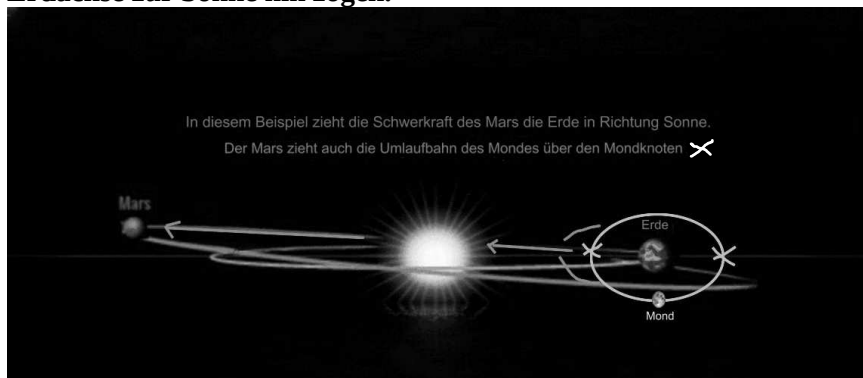 Erdachse zur Sonne hin zogen.
In diesem Beispiel zieht die Schwerkraft des Mars die Erde in Richtung Sonne.
Der Mars zieht auch die Umlaufbahn des Mondes über den Mondknoten
Mars
Erde
Mond